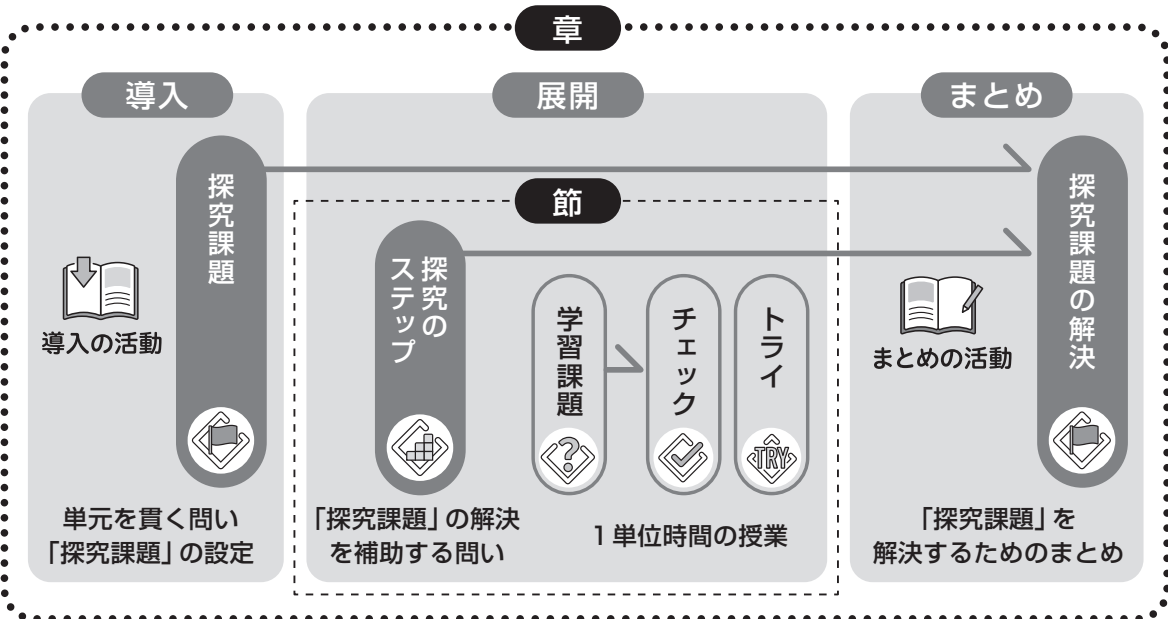 章
導入
探究課題
導入の活動
単元を貫く問い
「探究課題」の設定
展開
節
探究の
ステップ
「探究課題」の解決
を補助する問い
学習課題
チェック
トライ
TRY
1単位時間の授業
まとめ
まとめの活動
探究課題の解決
「探究課題」を
解決するためのまとめ